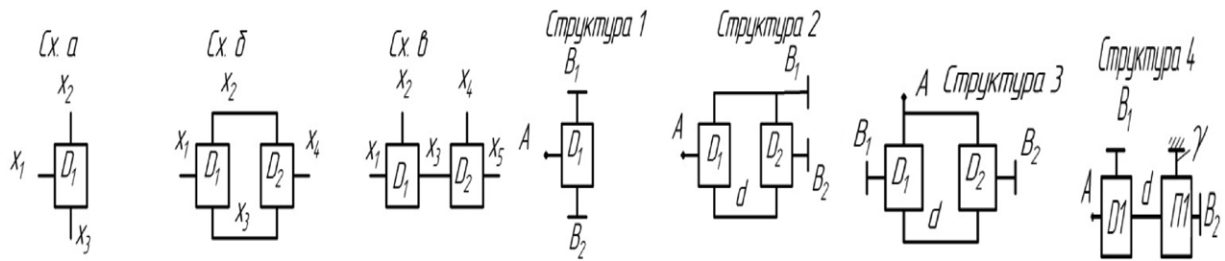 Сх. а
x₂
x₁ D₁
x₃
Сх. б
x₂
x₁ D₁ D₂ x₄
x₃
Сх. в
x₂ x₄
x₁ D₁ x₃ D₂ x₅
Структура 1
B₁
A D₁
B₂
Структура 2
B₁
A D₁ D₂
d B₂
A Структура 3
B₁ D₁ D₂ B₂
d
Структура 4
B₁
γ
A D1 d П1 B₂